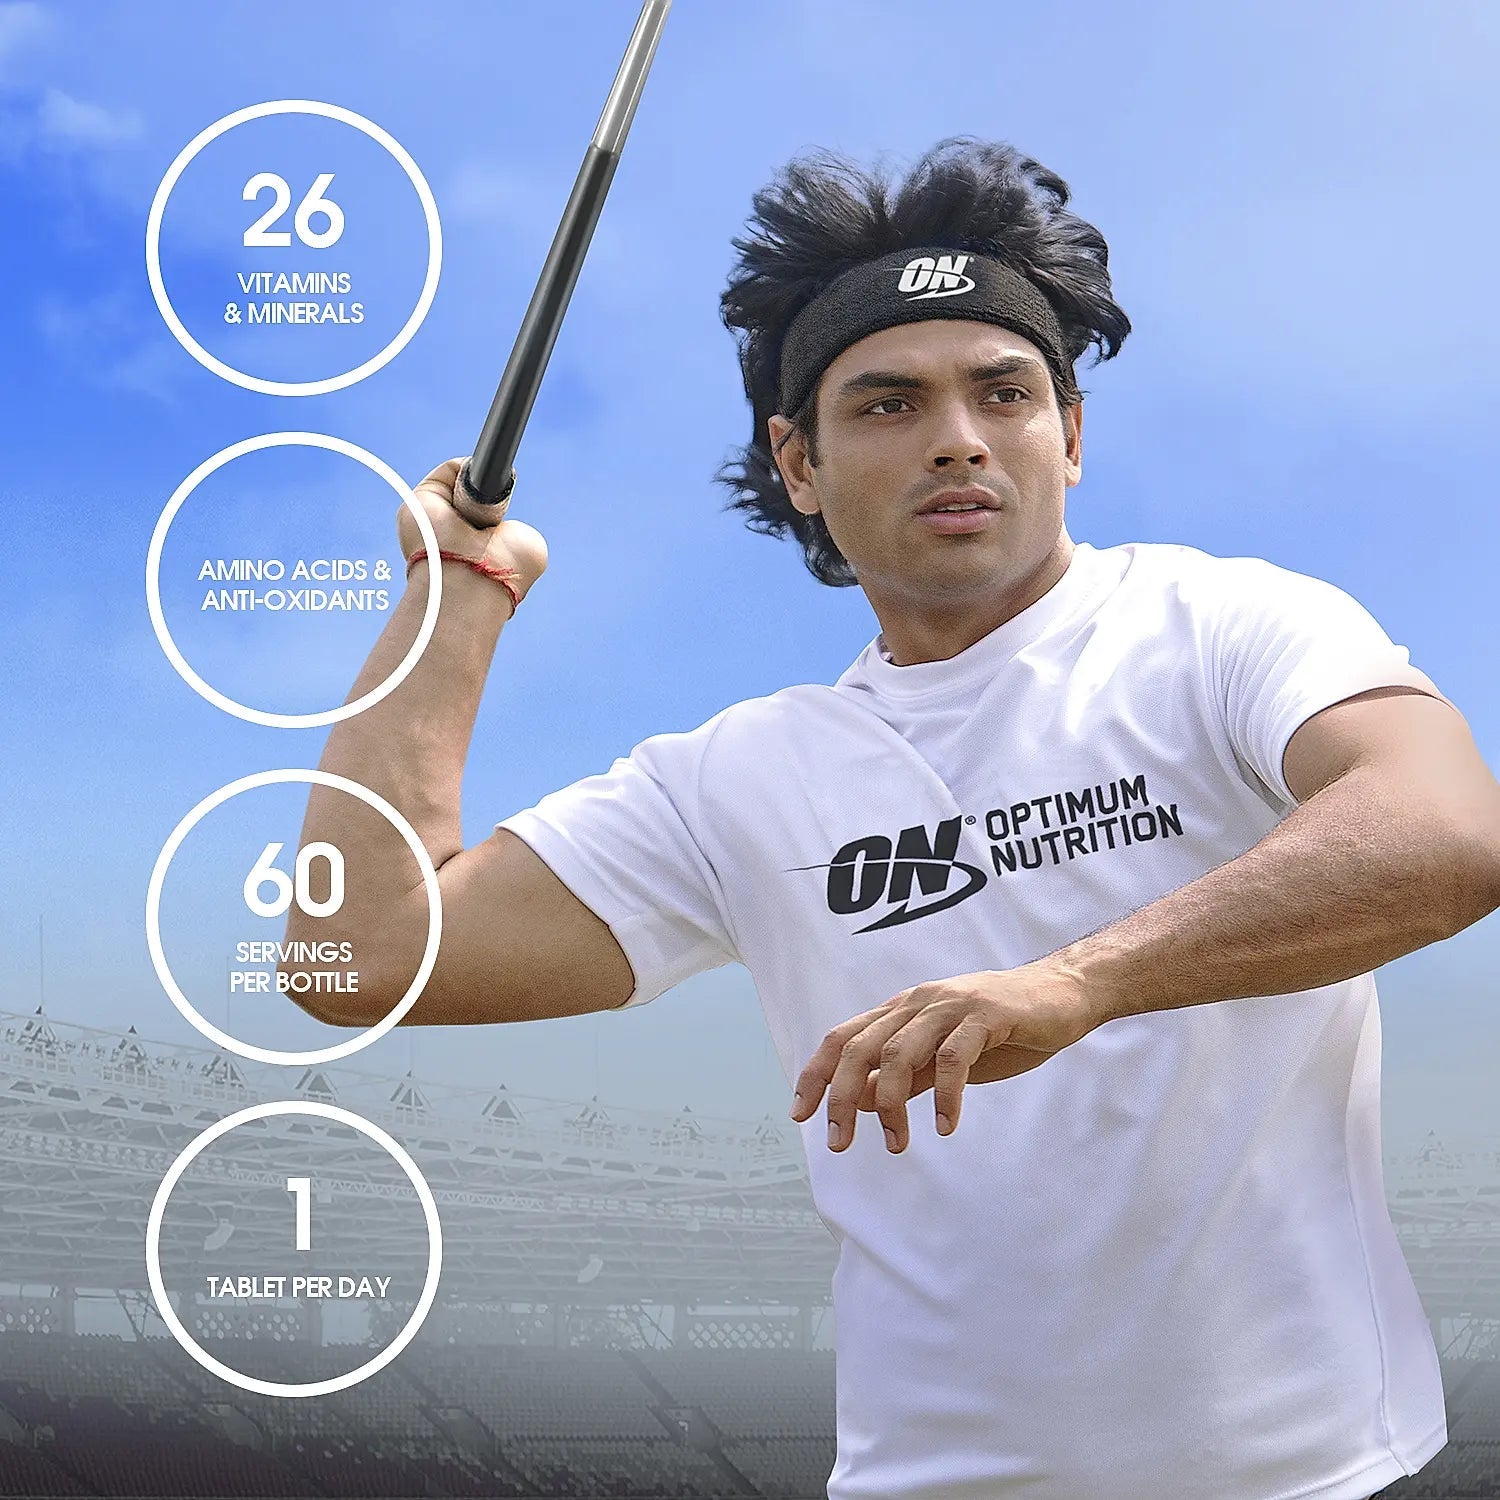 26
VITAMINS
& MINERALS
AMINO ACIDS &
ANTI-OXIDANTS
60
SERVINGS
PER BOTTLE
1
TABLET PER DAY
ON
ON® OPTIMUM
NUTRITION